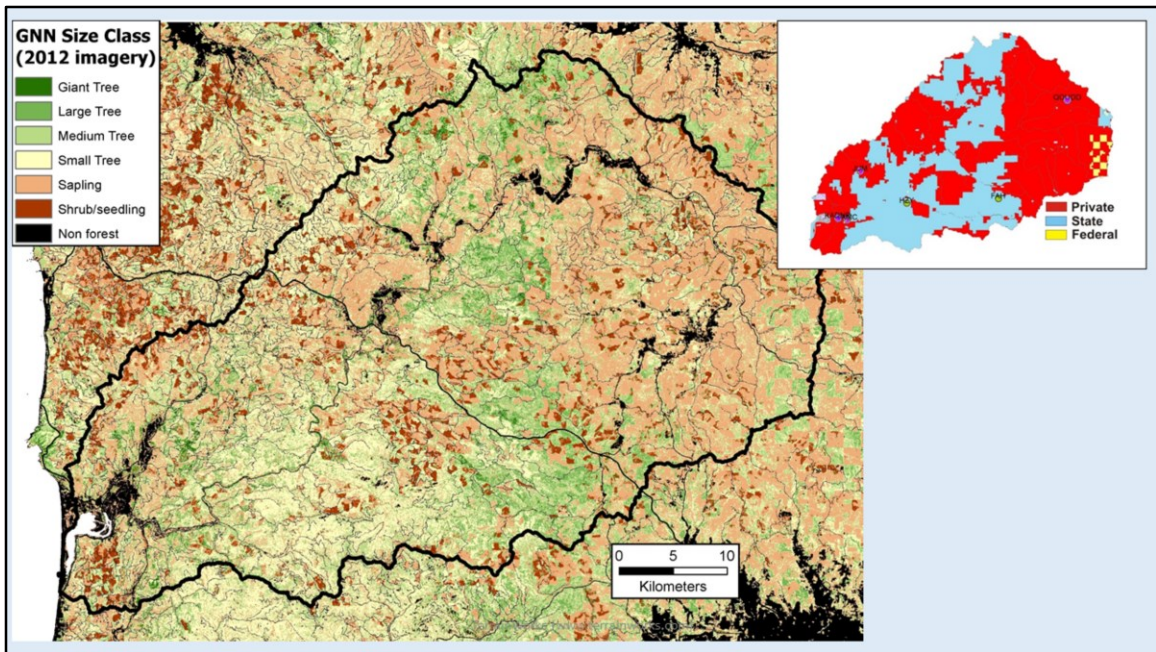 GNN Size Class
(2012 imagery)
Giant Tree
Large Tree
Medium Tree
Small Tree
Sapling
Shrub/seedling
Non forest
Private
State
Federal
0 5 10
Kilometers